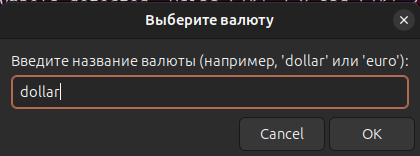 Выберите валюту
Введите название валюты (например, 'dollar' или 'euro'):
dollar
Cancel
OK